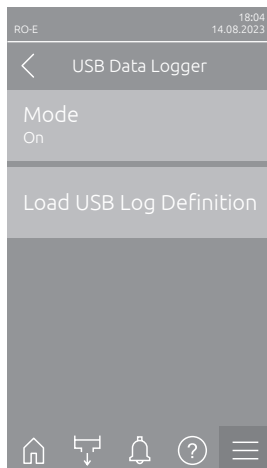 18:04
RO-E
14.08.2023
USB Data Logger
Mode
On
Load USB Log Definition
?